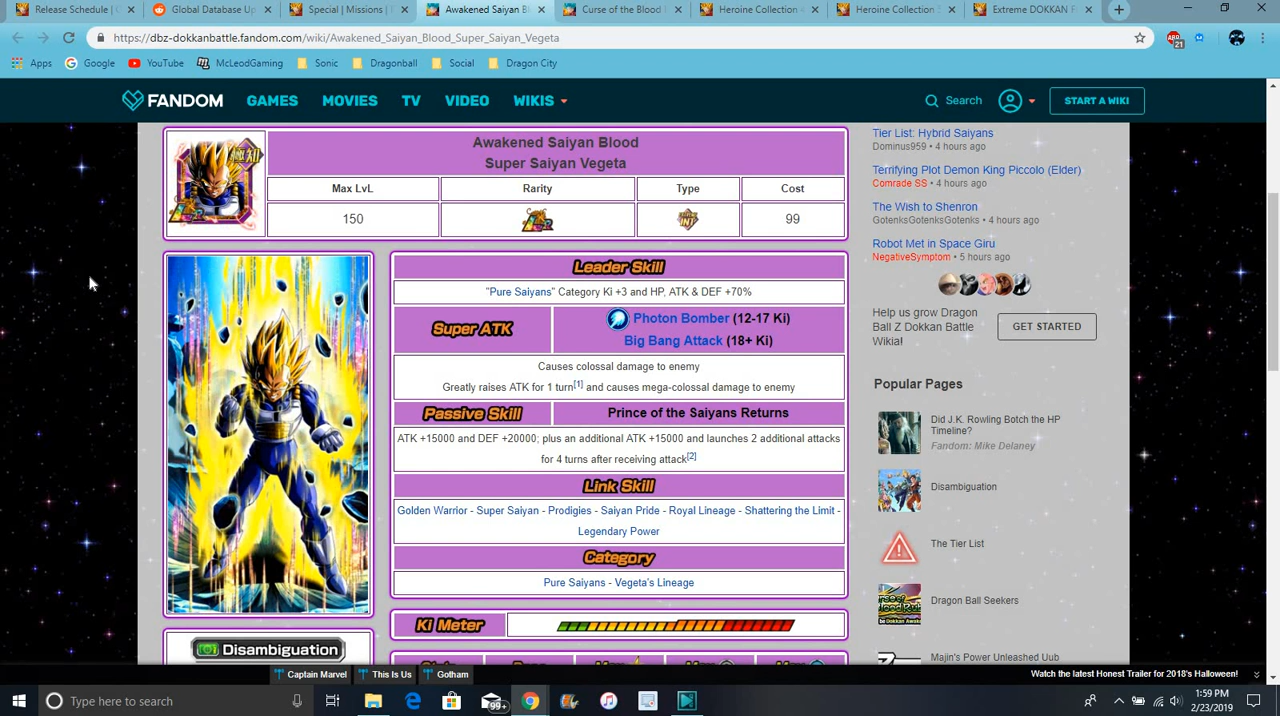 Release Schedule | C
Global Database Up
Special | Missions |
Awakened Saiyan Bl
Curse of the Blood
Heroine Collection
Heroine Collection
Extreme DOKKAN F
https://dbz-dokkanbattle.fandom.com/wiki/Awakened_Saiyan_Blood_Super_Saiyan_Vegeta
21
Apps Google YouTube McLeodGaming Sonic Dragonball Social Dragon City
FANDOM GAMES MOVIES TV VIDEO WIKIS Search START A WIKI
Awakened Saiyan Blood
Super Saiyan Vegeta
Max LvL Rarity Type Cost
150 INT 99
Leader Skill
"Pure Saiyans" Category Ki +3 and HP, ATK & DEF +70%
Super ATK
Photon Bomber (12-17 Ki)
Big Bang Attack (18+ Ki)
Causes colossal damage to enemy
Greatly raises ATK for 1 turn[1] and causes mega-colossal damage to enemy
Passive Skill Prince of the Saiyans Returns
ATK +15000 and DEF +20000; plus an additional ATK +15000 and launches 2 additional attacks
for 4 turns after receiving attack[2]
Link Skill
Golden Warrior - Super Saiyan - Prodigies - Saiyan Pride - Royal Lineage - Shattering the Limit -
Legendary Power
Category
Pure Saiyans - Vegeta's Lineage
Ki Meter
Disambiguation
Tier List: Hybrid Saiyans
Dominus959 • 4 hours ago
Terrifying Plot Demon King Piccolo (Elder)
Comrade SS • 4 hours ago
The Wish to Shenron
GotenksGotenksGotenks • 4 hours ago
Robot Met in Space Giru
NegativeSymptom • 5 hours ago
Help us grow Dragon
Ball Z Dokkan Battle
Wikia!
GET STARTED
Popular Pages
Did J.K. Rowling Botch the HP
Timeline?
Fandom: Mike Delaney
Disambiguation
The Tier List
Dragon Ball Seekers
Majin's Power Unleashed Uub
Captain Marvel This Is Us Gotham
Watch the latest Honest Trailer for 2018's Halloween!
Type here to search
99+
1:59 PM
2/23/2019